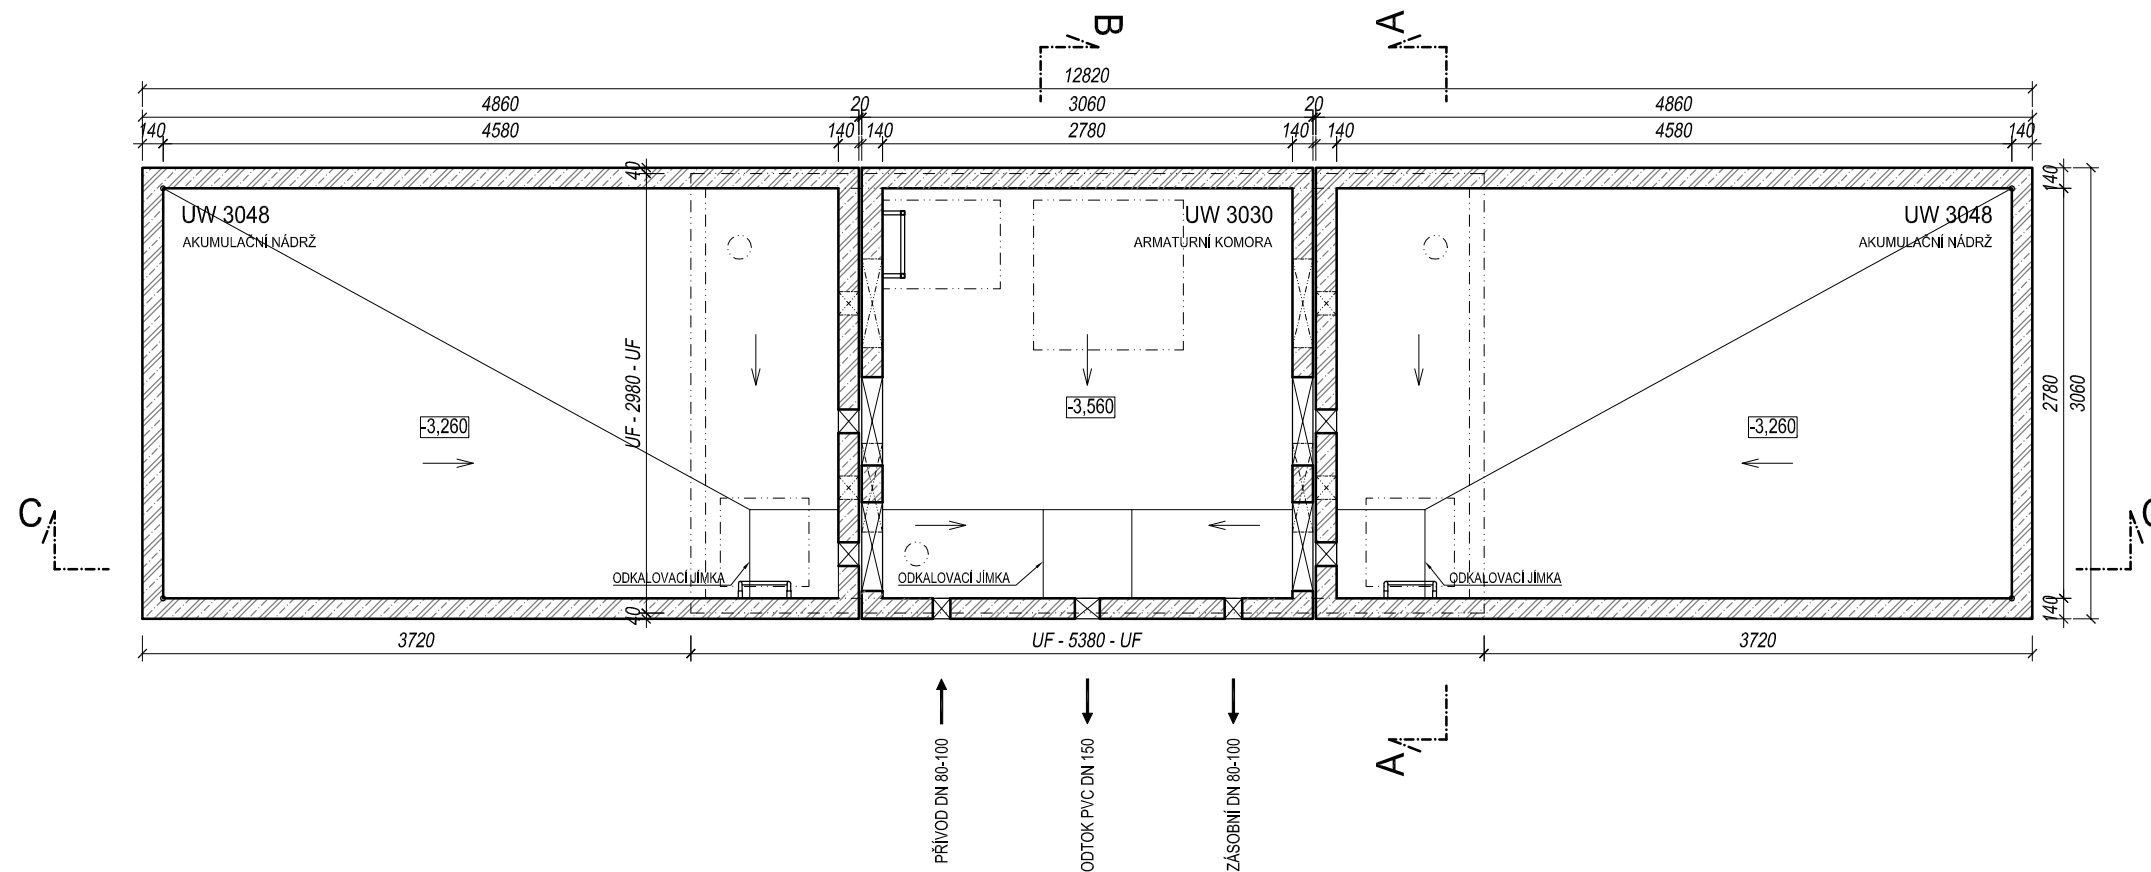 B
A
12820
4860
20
3060
20
4860
140
4580
140
140
2780
140
140
4580
140
40
140
UW 3048
AKUMULAČNÍ NÁDRŽ
UW 3030
ARMATURNÍ KOMORA
UW 3048
AKUMULAČNÍ NÁDRŽ
UF - 2980 - UF
2780
3060
-3,260
-3,560
-3,260
C
C
ODKALOVACÍ JÍMKA
ODKALOVACÍ JÍMKA
ODKALOVACÍ JÍMKA
40
140
3720
UF - 5380 - UF
3720
PŘÍVOD DN 80-100
ODTOK PVC DN 150
ZÁSOBNÍ DN 80-100
A